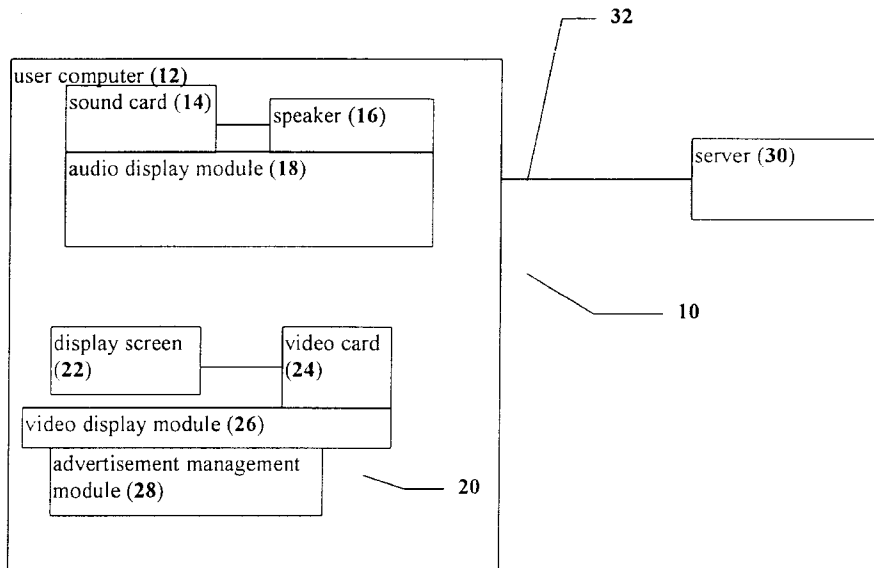 32
user computer (12)
sound card (14)
speaker (16)
server (30)
audio display module (18)
10
display screen
(22)
video card
(24)
video display module (26)
advertisement management
module (28)
20